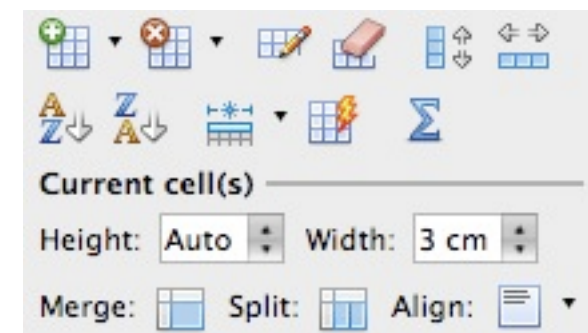 A Z Z A Σ
Current cell(s)
Height: Auto Width: 3 cm
Merge: Split: Align: